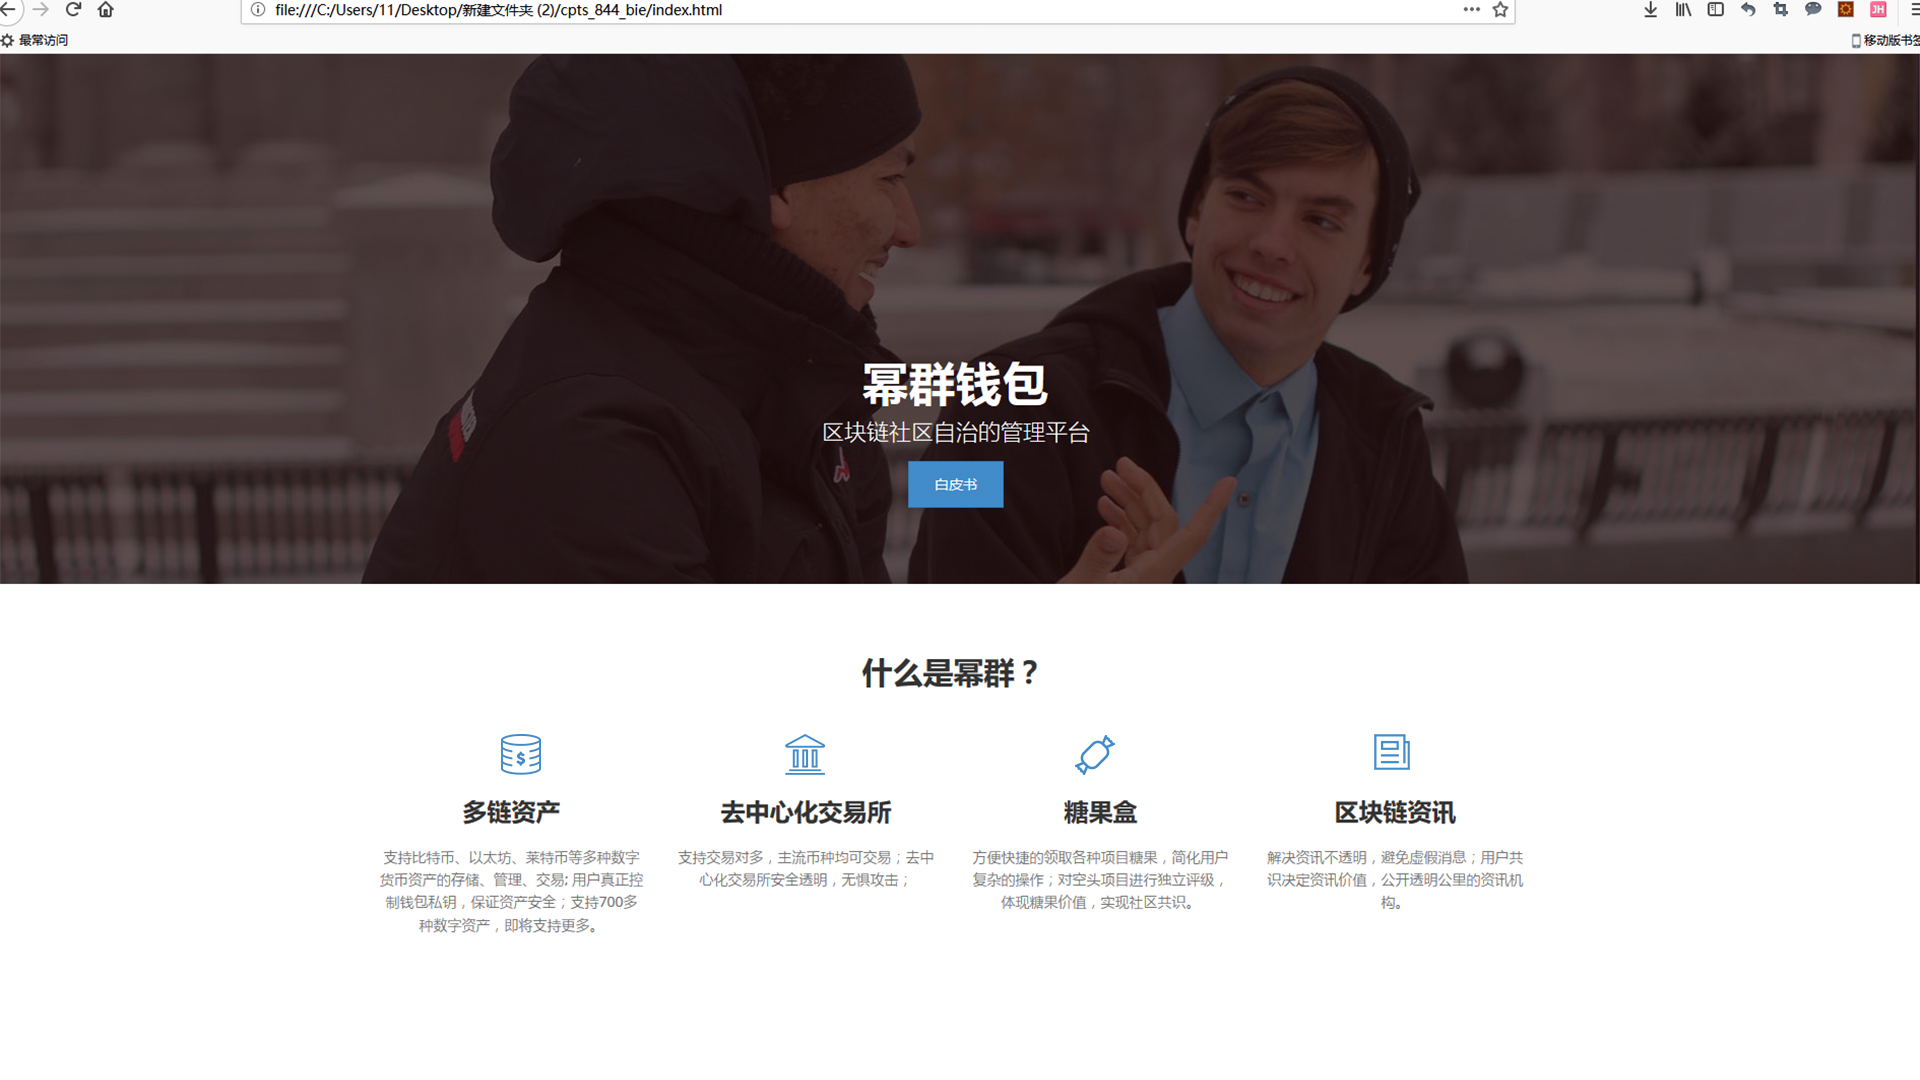 file:///C:/Users/11/Desktop/新建文件夹 (2)/cpts_844_bie/index.html
JH
最常访问
移动版书签
幂群钱包
区块链社区自治的管理平台
白皮书
什么是幂群？
多链资产
支持比特币、以太坊、莱特币等多种数字
货币资产的存储、管理、交易; 用户真正控
制钱包私钥，保证资产安全；支持700多
种数字资产，即将支持更多。
去中心化交易所
支持交易对多，主流币种均可交易；去中
心化交易所安全透明，无惧攻击；
糖果盒
方便快捷的领取各种项目糖果，简化用户
复杂的操作；对空头项目进行独立评级，
体现糖果价值，实现社区共识。
区块链资讯
解决资讯不透明，避免虚假消息；用户共
识决定资讯价值，公开透明公里的资讯机
构。